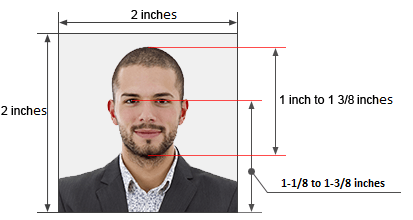 2 inches
2 inches
1 inch to 1 3/8 inches
1-1/8 to 1-3/8 inches